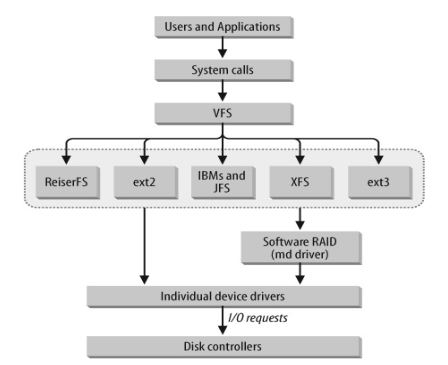 Users and Applications
System calls
VFS
ReiserFS
ext2
IBMs and
JFS
XFS
ext3
Software RAID
(md driver)
Individual device drivers
I/O requests
Disk controllers